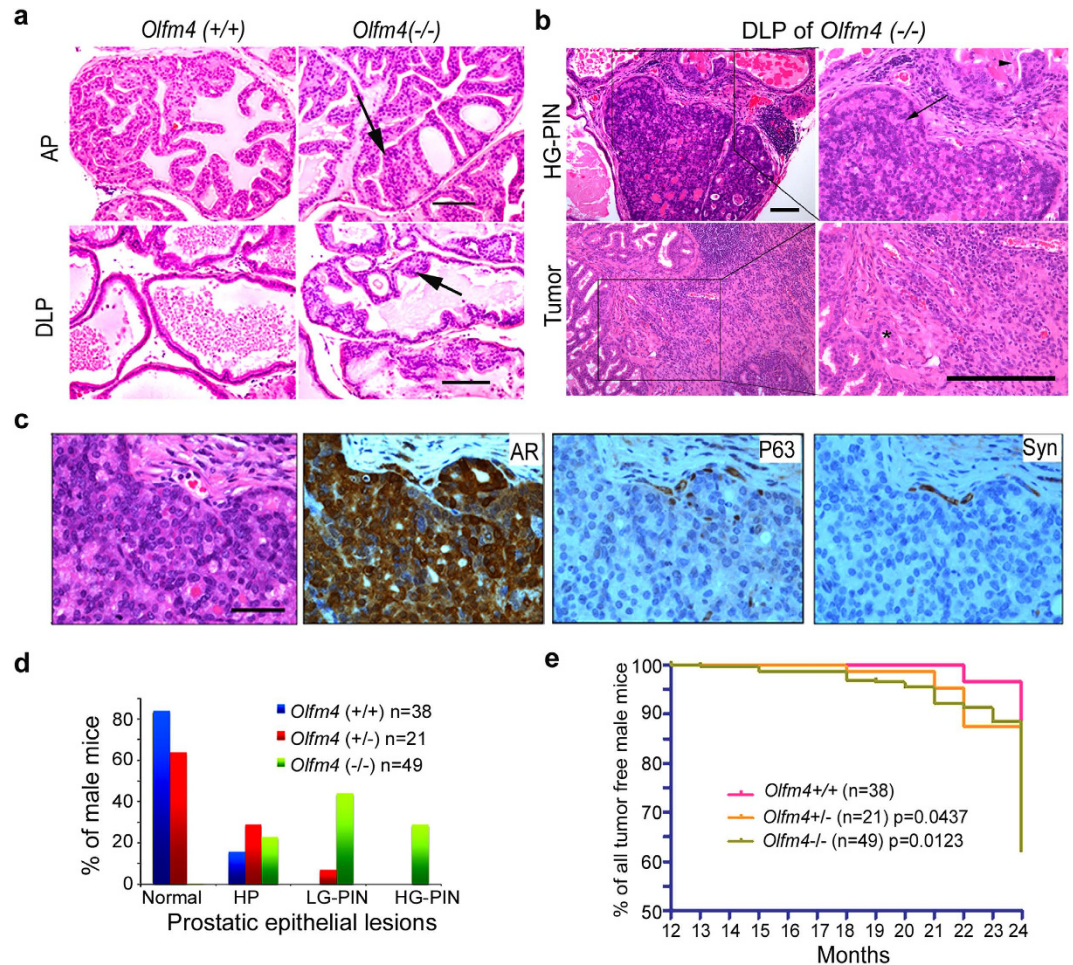 a
Olfm4 (+/+)
Olfm4(-/-)
AP
DLP
b
DLP of Olfm4 (-/-)
HG-PIN
Tumor
*
c
AR
P63
Syn
d
% of male mice
80
60
40
20
0
Olfm4 (+/+) n=38
Olfm4 (+/-) n=21
Olfm4 (-/-) n=49
Normal HP LG-PIN HG-PIN
Prostatic epithelial lesions
e
% of all tumor free male mice
100
90
80
70
60
50
Olfm4+/+ (n=38)
Olfm4+/- (n=21) p=0.0437
Olfm4-/- (n=49) p=0.0123
12 13 14 15 16 17 18 19 20 21 22 23 24
Months